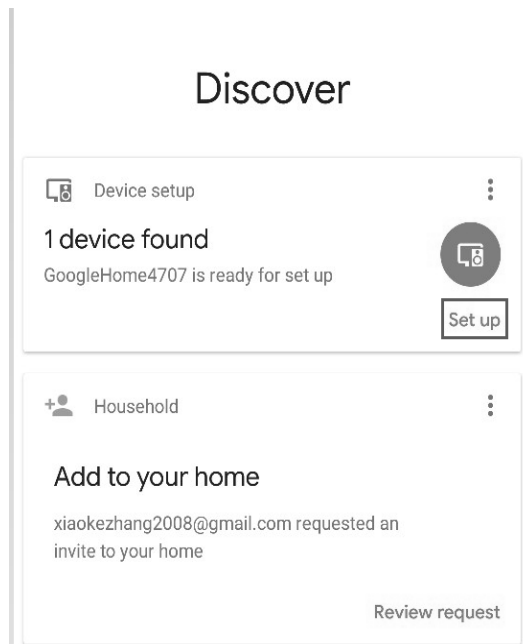 Discover
Device setup
1 device found
GoogleHome4707 is ready for set up
Set up
Household
Add to your home
xiaokezhang2008@gmail.com requested an
invite to your home
Review request